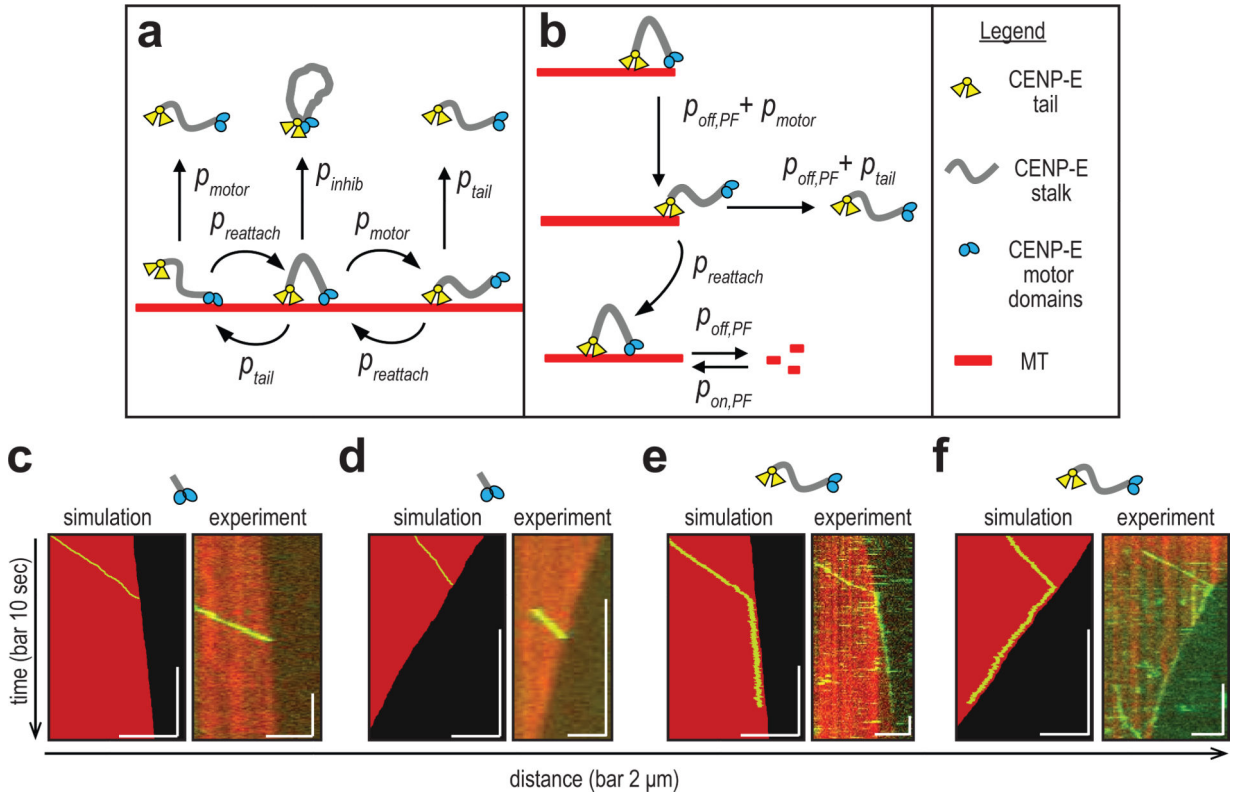 a
p_motor
p_reattach
p_inhib
p_motor
p_tail
p_tail
p_reattach
b
p_off,PF + p_motor
p_off,PF + p_tail
p_reattach
p_off,PF
p_on,PF
Legend
CENP-E
tail
CENP-E
stalk
CENP-E
motor
domains
MT
c
simulation
experiment
d
simulation
experiment
e
simulation
experiment
f
simulation
experiment
time (bar 10 sec)
distance (bar 2 µm)